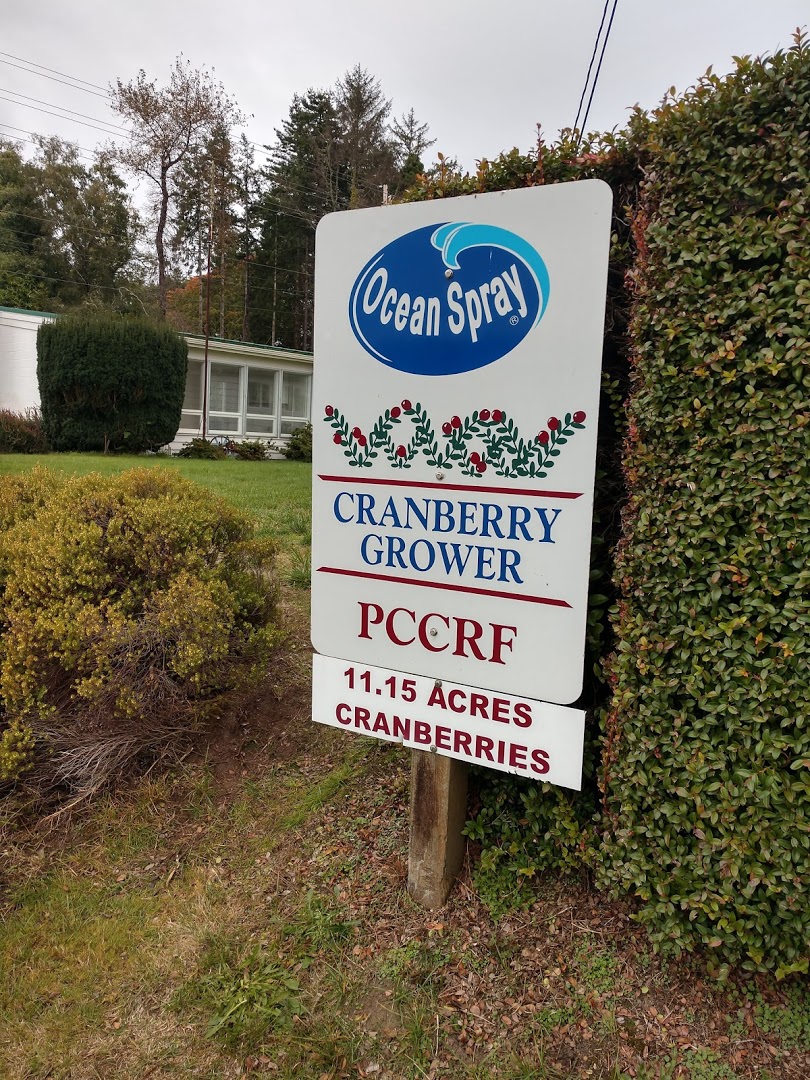 Ocean Spray®
CRANBERRY
GROWER
PCCRF
11.15 ACRES
CRANBERRIES